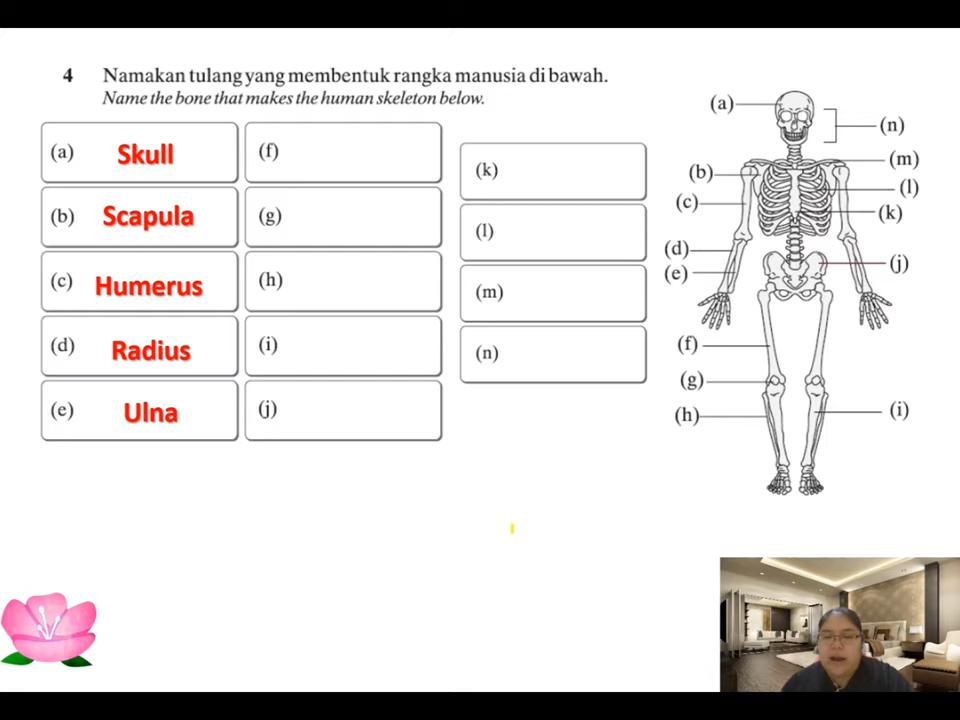 4 Namakan tulang yang membentuk rangka manusia di bawah.
Name the bone that makes the human skeleton below.
(a) Skull
(b) Scapula
(c) Humerus
(d) Radius
(e) Ulna
(f)
(g)
(h)
(i)
(j)
(k)
(l)
(m)
(n)
(a)
(n)
(m)
(b)
(l)
(c)
(k)
(d)
(j)
(e)
(f)
(g)
(h)
(i)